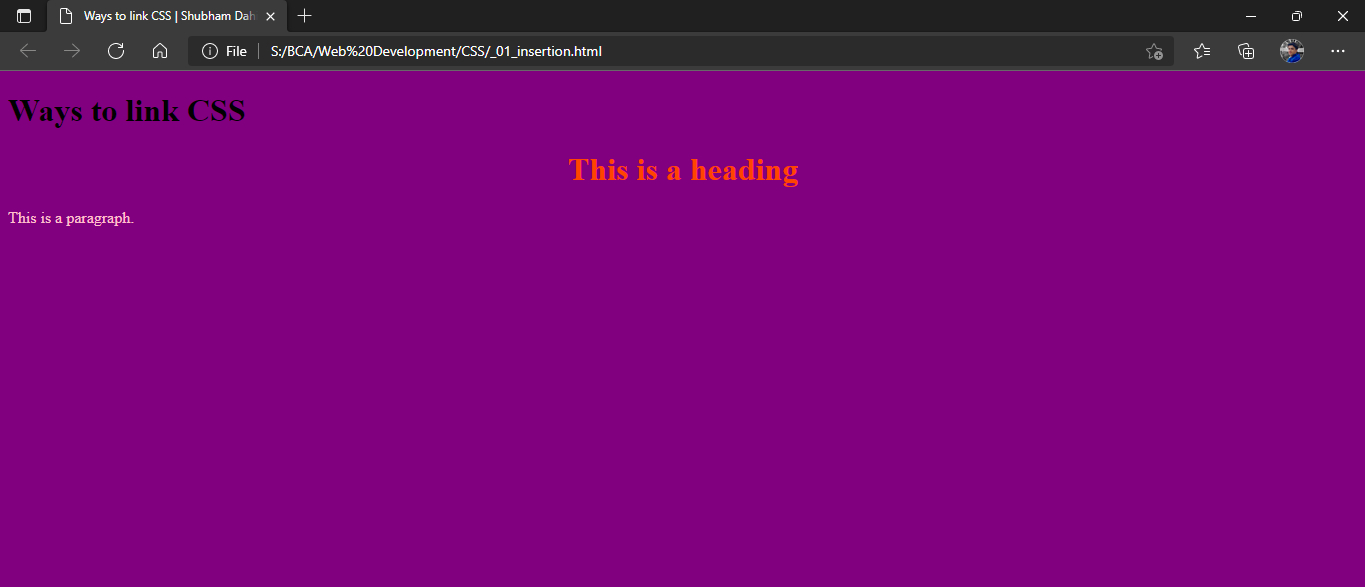 Ways to link CSS | Shubham Dah
File S:/BCA/Web%20Development/CSS/_01_insertion.html
Ways to link CSS
This is a heading
This is a paragraph.